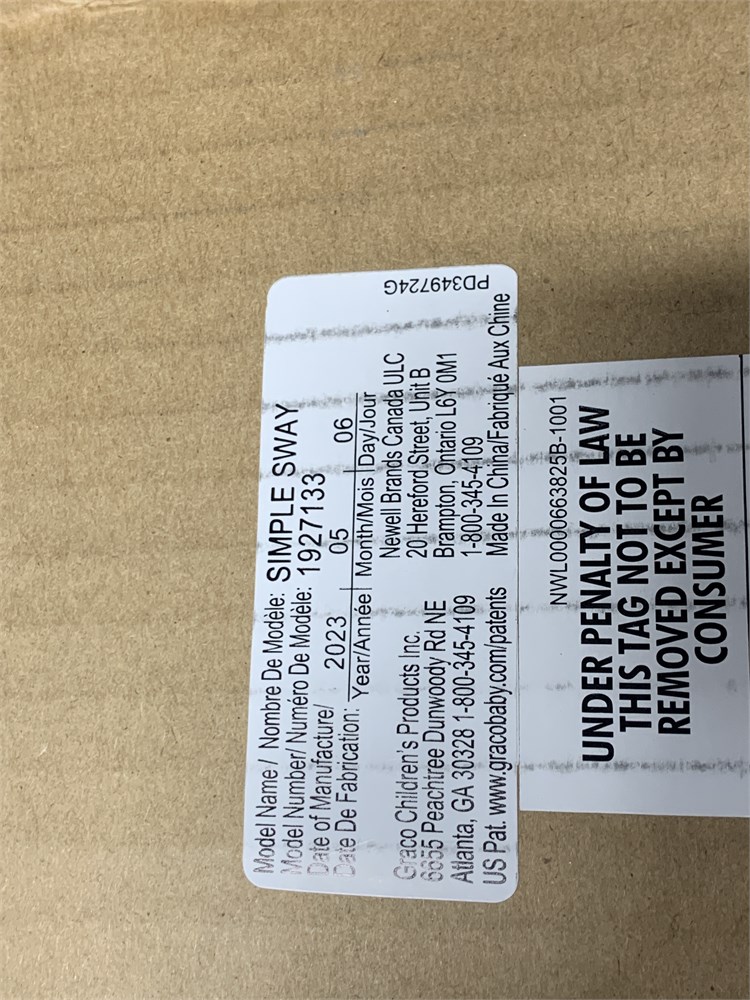 Model Name / Nombre De Modèle: SIMPLE SWAY
Model Number/ Numéro De Modèle: 1927133
Date of Manufacture/
Date De Fabrication:
2023 05 06
Year/Année Month/Mois Day/Jour
Graco Children's Products Inc.
6655 Peachtree Dunwoody Rd NE
Atlanta, GA 30328 1-800-345-4109
US Pat. www.gracobaby.com/patents
Newell Brands Canada ULC
20 Hereford Street, Unit B
Brampton, Ontario L6Y 0M1
1-800-345-4109
Made In China/Fabriqué Aux Chine
PD349724G
NWL0000663825B-1001
UNDER PENALTY OF LAW
THIS TAG NOT TO BE
REMOVED EXCEPT BY
CONSUMER